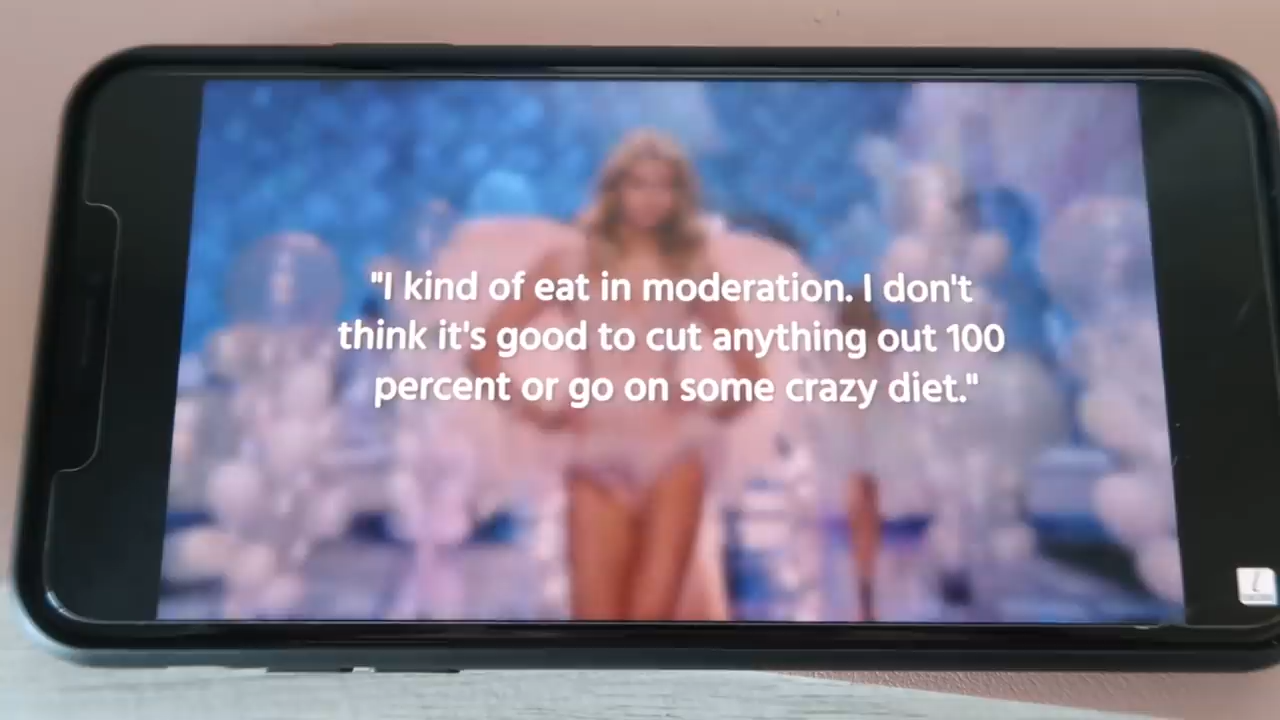 "I kind of eat in moderation. I don't
think it's good to cut anything out 100
percent or go on some crazy diet."